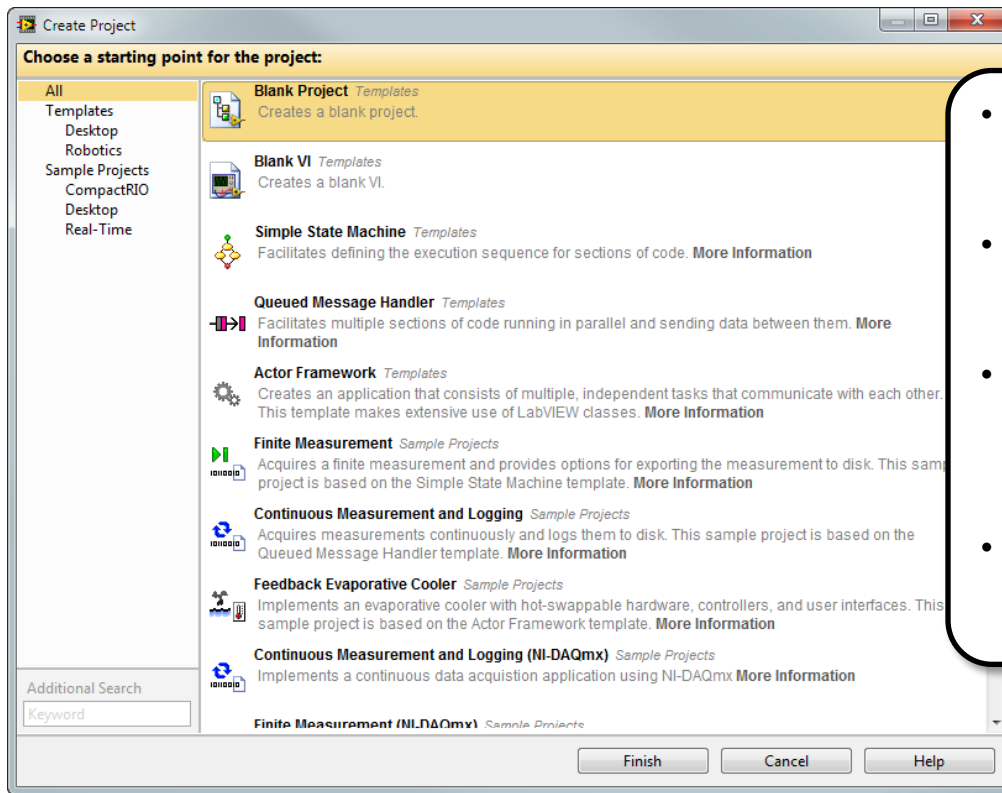 Create Project
Choose a starting point for the project:
All
Templates
Desktop
Robotics
Sample Projects
CompactRIO
Desktop
Real-Time
Additional Search
Keyword
Blank Project Templates
Creates a blank project.
Blank VI Templates
Creates a blank VI.
Simple State Machine Templates
Facilitates defining the execution sequence for sections of code. More Information
Queued Message Handler Templates
Facilitates multiple sections of code running in parallel and sending data between them. More
Information
Actor Framework Templates
Creates an application that consists of multiple, independent tasks that communicate with each other.
This template makes extensive use of LabVIEW classes. More Information
Finite Measurement Sample Projects
Acquires a finite measurement and provides options for exporting the measurement to disk. This
project is based on the Simple State Machine template. More Information
Continuous Measurement and Logging Sample Projects
Acquires measurements continuously and logs them to disk. This sample project is based on the
Queued Message Handler template. More Information
Feedback Evaporative Cooler Sample Projects
Implements an evaporative cooler with hot-swappable hardware, controllers, and user interfaces. This
sample project is based on the Actor Framework template. More Information
Continuous Measurement and Logging (NI-DAQmx) Sample Projects
Implements a continuous data acquistion application using NI-DAQmx More Information
Finite Measurement (NI-DAQmx) Sample Projects
Finish
Cancel
Help